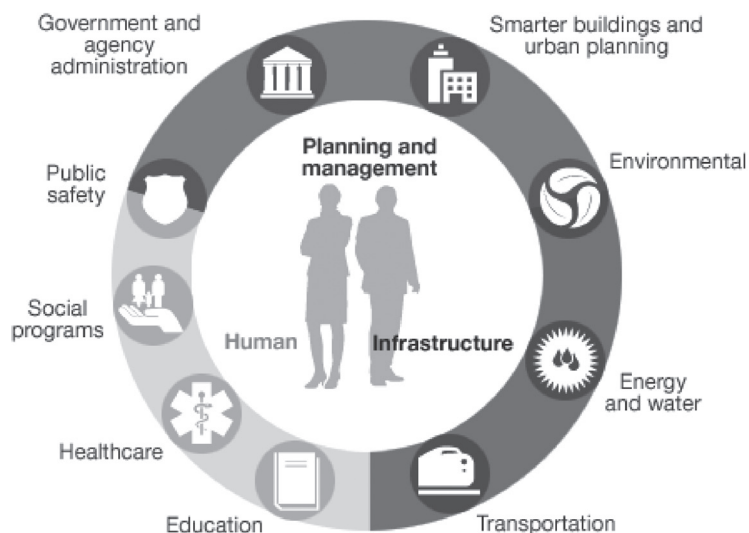 Government and
agency
administration
Smarter buildings and
urban planning
Planning and
management
Public
safety
Environmental
Social
programs
Human
Infrastructure
Energy
and water
Healthcare
Education
Transportation